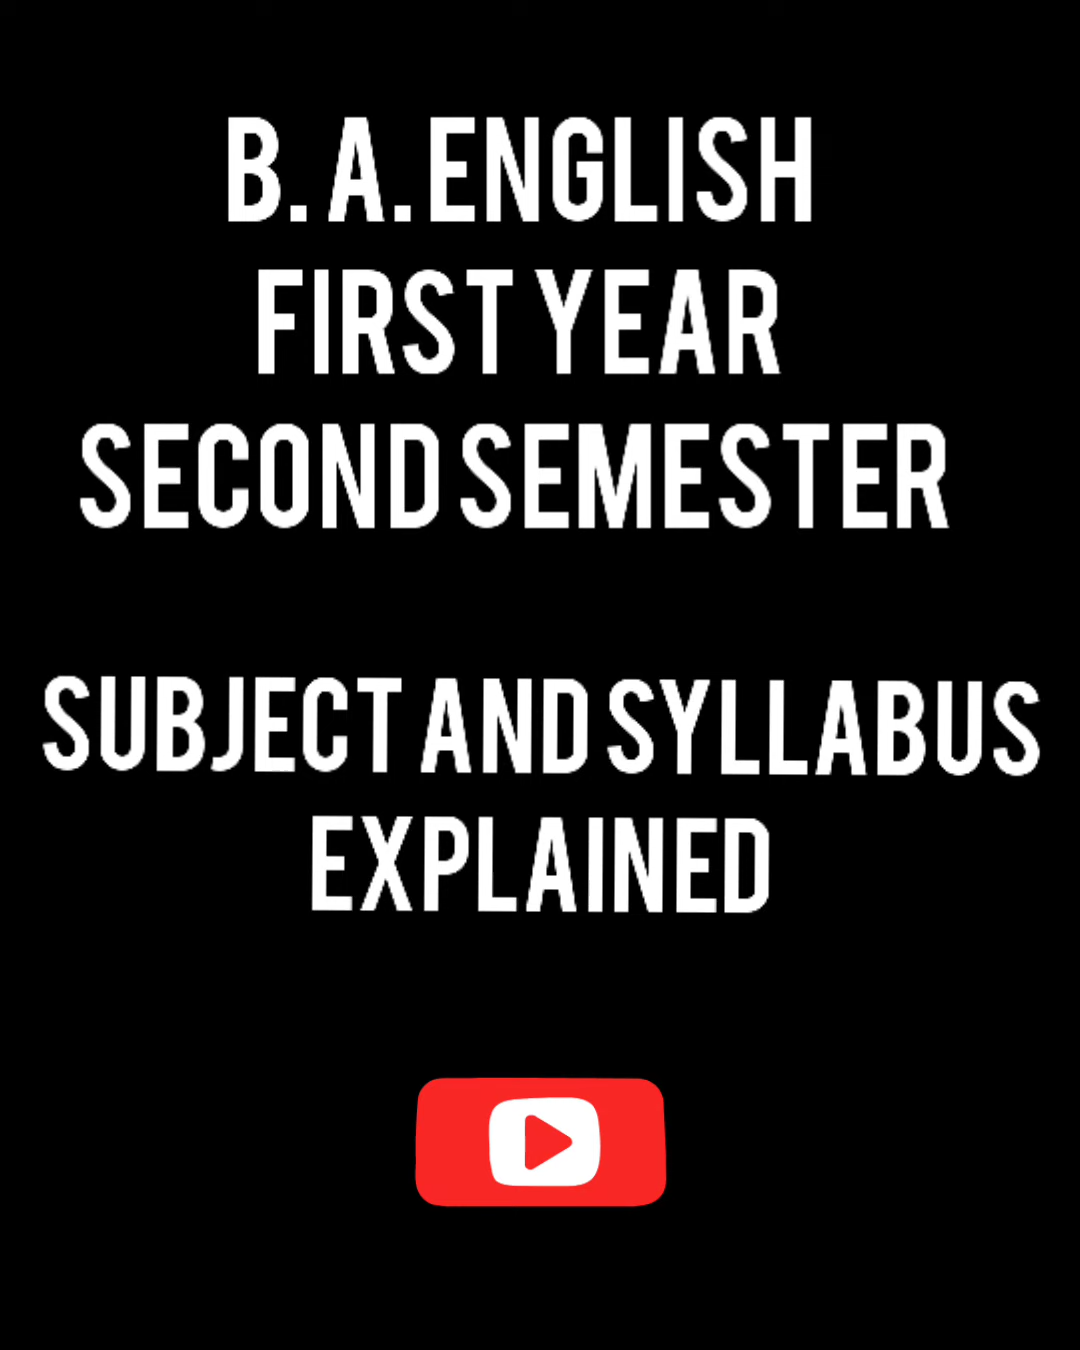 B. A. ENGLISH
FIRST YEAR
SECOND SEMESTER
SUBJECT AND SYLLABUS
EXPLAINED